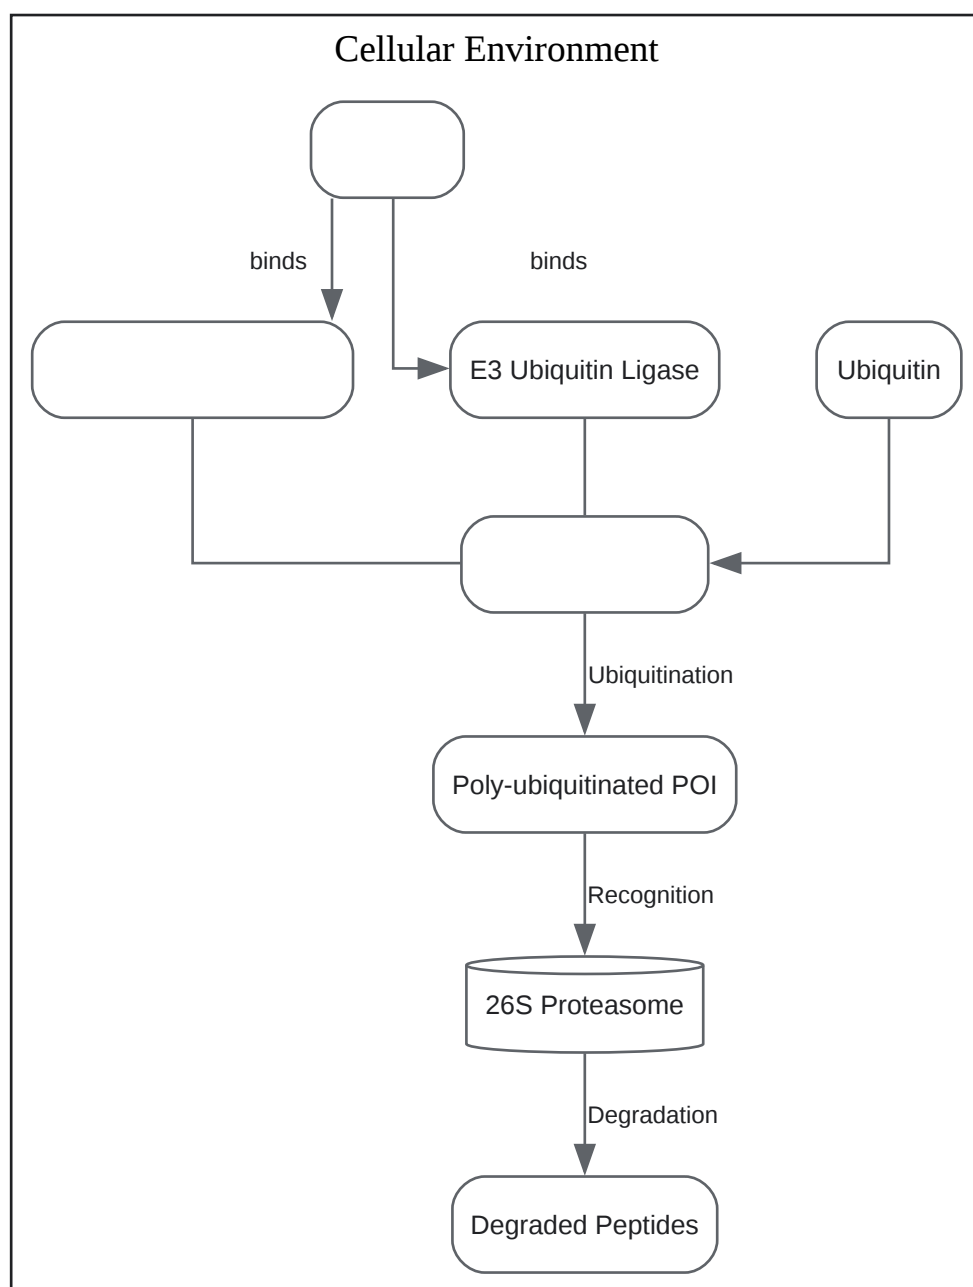 Cellular Environment
binds
binds
E3 Ubiquitin Ligase
Ubiquitin
Ubiquitination
Poly-ubiquitinated POI
Recognition
26S Proteasome
Degradation
Degraded Peptides